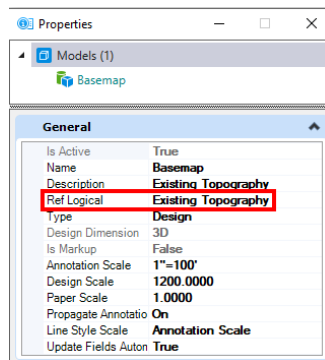 Properties
Models (1)
Basemap
General
Is Active True
Name Basemap
Description Existing Topography
Ref Logical Existing Topography
Type Design
Design Dimension 3D
Is Markup False
Annotation Scale 1"=100'
Design Scale 1200.0000
Paper Scale 1.0000
Propagate Annotatio On
Line Style Scale Annotation Scale
Update Fields Auton True